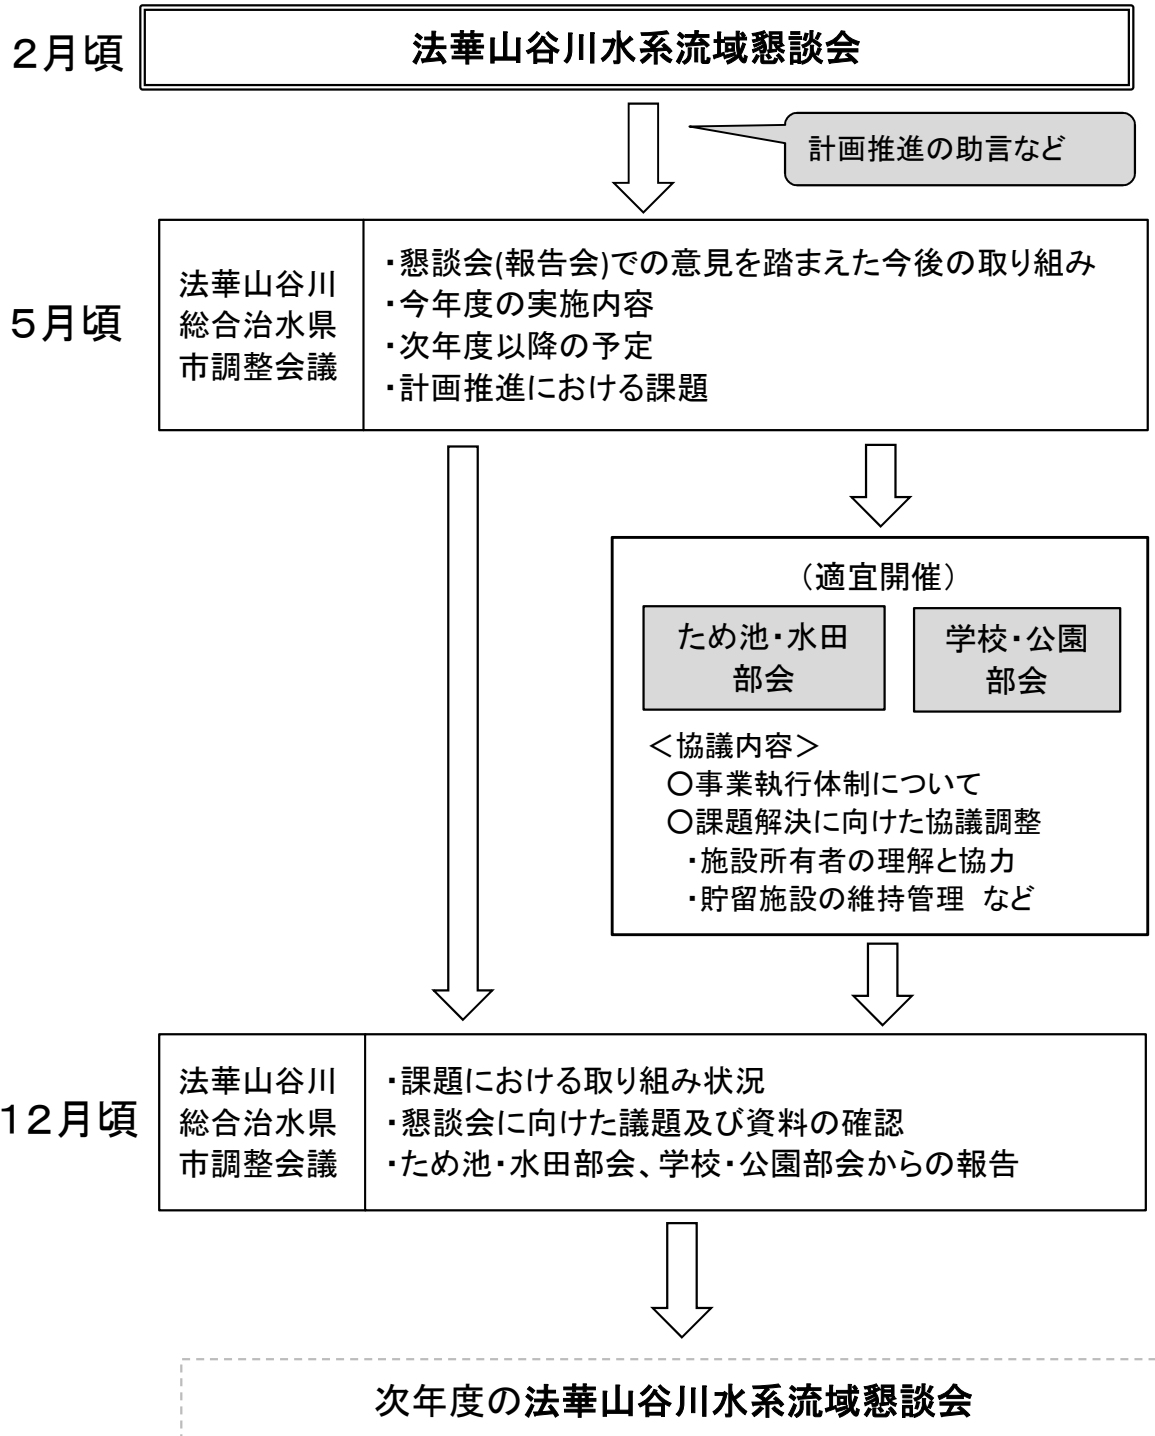 2月頃
法華山谷川水系流域懇談会
計画推進の助言など
5月頃
法華山谷川
総合治水県
市調整会議
・懇談会(報告会)での意見を踏まえた今後の取り組み
・今年度の実施内容
・次年度以降の予定
・計画推進における課題
（適宜開催）
ため池・水田
部会
学校・公園
部会
＜協議内容＞
○事業執行体制について
○課題解決に向けた協議調整
・施設所有者の理解と協力
・貯留施設の維持管理　など
12月頃
法華山谷川
総合治水県
市調整会議
・課題における取り組み状況
・懇談会に向けた議題及び資料の確認
・ため池・水田部会、学校・公園部会からの報告
次年度の法華山谷川水系流域懇談会